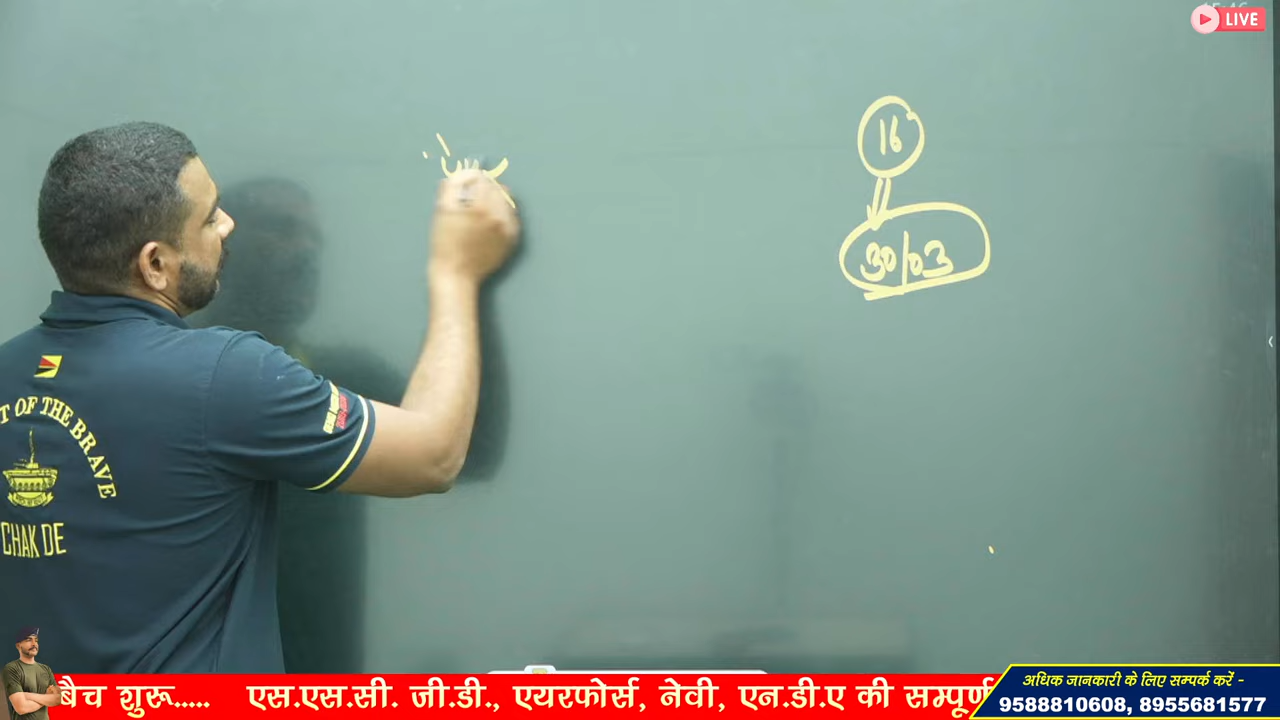 LIVE
16
30/03
T OF THE BRAVE
CHAK DE
बैच शुरू..... एस.एस.सी. जी.डी., एयरफोर्स, नेवी, एन.डी.ए की सम्पूर्ण
अधिक जानकारी के लिए सम्पर्क करें -
9588810608, 8955681577